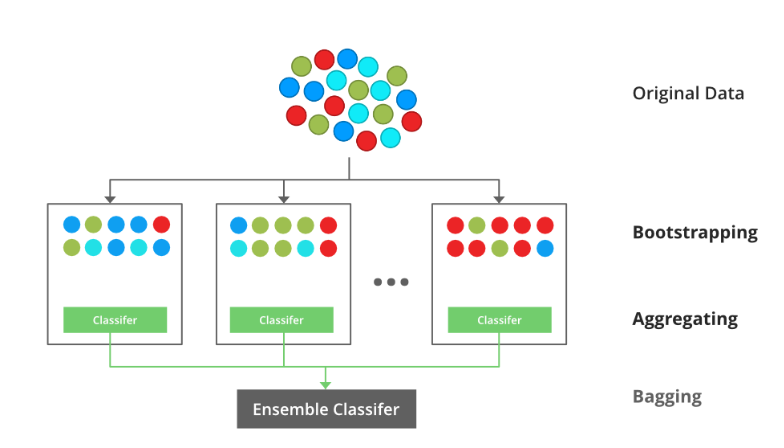 Original Data
Bootstrapping
Classifer
Classifer
Classifer
Aggregating
Ensemble Classifer
Bagging